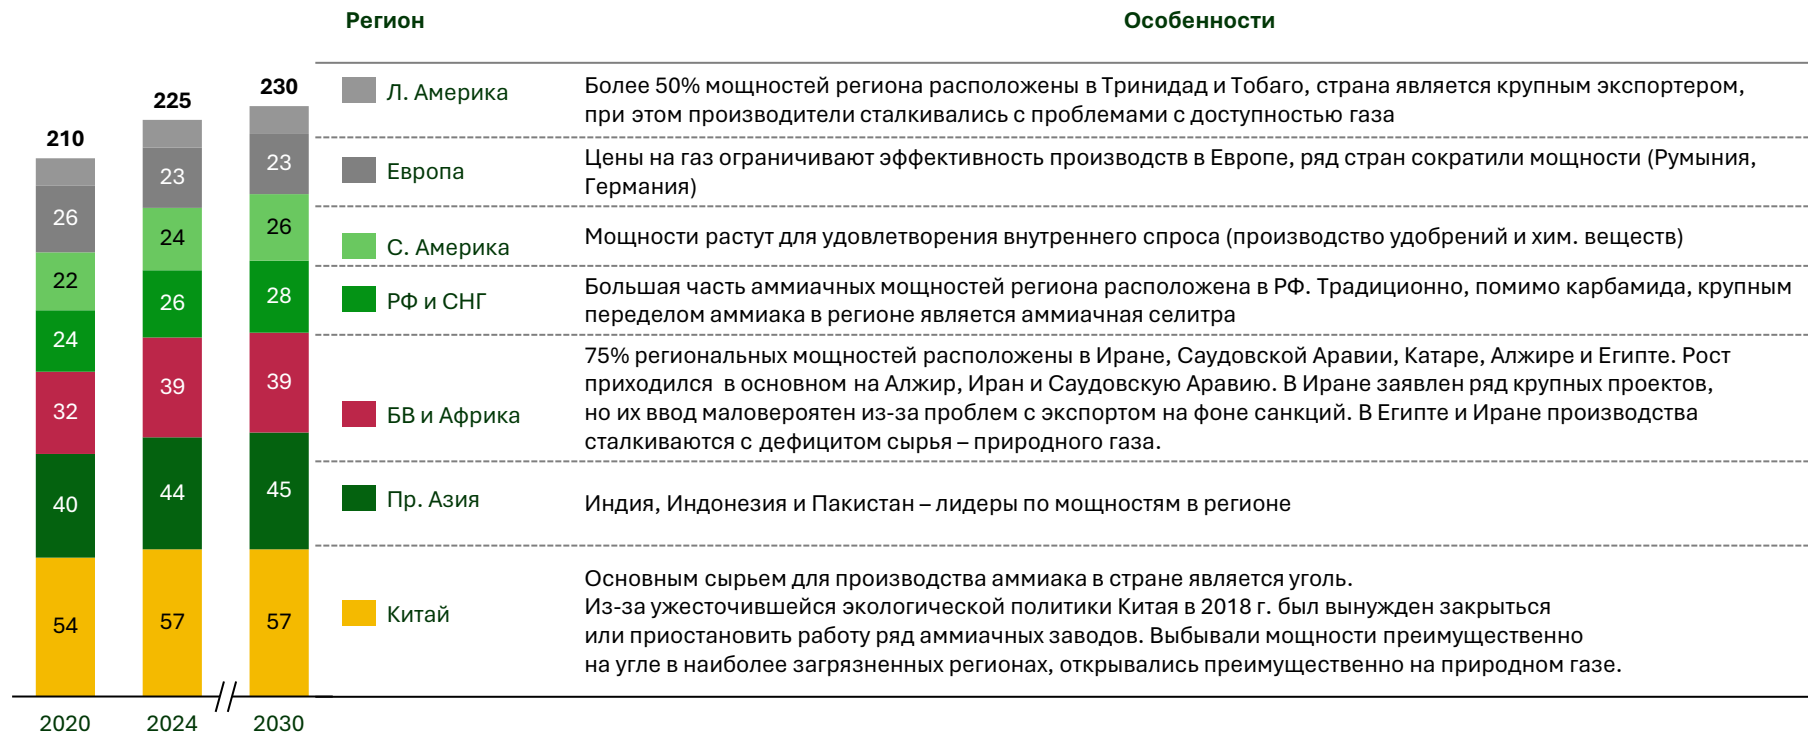 Регион
Особенности
210
26
22
24
32
40
54
2020
225
23
24
26
39
44
57
2024
230
23
26
28
39
45
57
2030
Л. Америка
Более 50% мощностей региона расположены в Тринидад и Тобаго, страна является крупным экспортером,
при этом производители сталкивались с проблемами с доступностью газа
Европа
Цены на газ ограничивают эффективность производств в Европе, ряд стран сократили мощности (Румыния,
Германия)
С. Америка
Мощности растут для удовлетворения внутреннего спроса (производство удобрений и хим. веществ)
РФ и СНГ
Большая часть аммиачных мощностей региона расположена в РФ. Традиционно, помимо карбамида, крупным
переделом аммиака в регионе является аммиачная селитра
БВ и Африка
75% региональных мощностей расположены в Иране, Саудовской Аравии, Катаре, Алжире и Египте. Рост
приходился в основном на Алжир, Иран и Саудовскую Аравию. В Иране заявлен ряд крупных проектов,
но их ввод маловероятен из-за проблем с экспортом на фоне санкций. В Египте и Иране производства
сталкиваются с дефицитом сырья – природного газа.
Пр. Азия
Индия, Индонезия и Пакистан – лидеры по мощностям в регионе
Китай
Основным сырьем для производства аммиака в стране является уголь.
Из-за ужесточившейся экологической политики Китая в 2018 г. был вынужден закрыться
или приостановить работу ряд аммиачных заводов. Выбывали мощности преимущественно
на угле в наиболее загрязненных регионах, открывались преимущественно на природном газе.